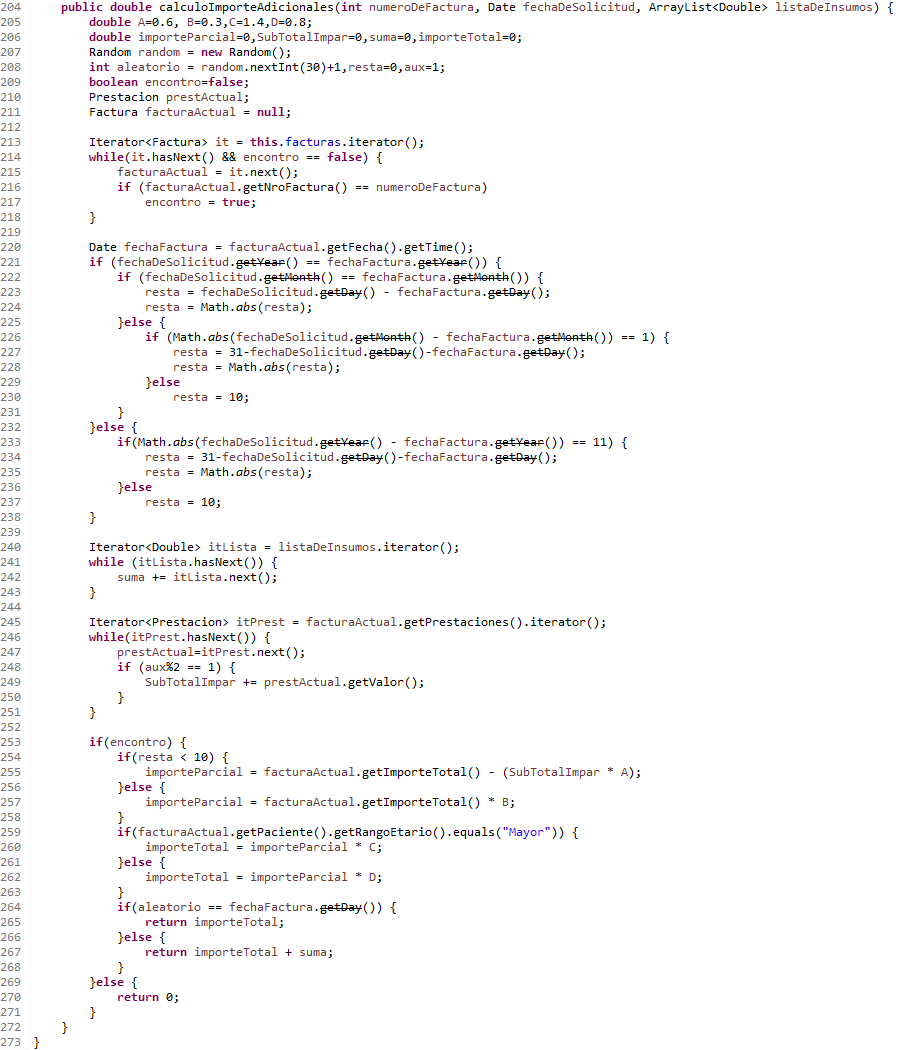 204 public double calculoImporteAdicionales(int numeroDeFactura, Date fechaDeSolicitud, ArrayList<Double> listaDeInsumos) {
205 double A=0.6, B=0.3,C=1.4,D=0.8;
206 double importeParcial=0,SubTotalImpar=0,suma=0,importeTotal=0;
207 Random random = new Random();
208 int aleatorio = random.nextInt(30)+1,resta=0,aux=1;
209 boolean encontro=false;
210 Prestacion prestActual;
211 Factura facturaActual = null;
212
213 Iterator<Factura> it = this.facturas.iterator();
214 while(it.hasNext() && encontro == false) {
215 facturaActual = it.next();
216 if (facturaActual.getNroFactura() == numeroDeFactura)
217 encontro = true;
218 }
219
220 Date fechaFactura = facturaActual.getFecha().getTime();
221 if (fechaDeSolicitud.getYear() == fechaFactura.getYear()) {
222 if (fechaDeSolicitud.getMonth() == fechaFactura.getMonth()) {
223 resta = fechaDeSolicitud.getDay() - fechaFactura.getDay();
224 resta = Math.abs(resta);
225 }else {
226 if (Math.abs(fechaDeSolicitud.getMonth() - fechaFactura.getMonth()) == 1) {
227 resta = 31-fechaDeSolicitud.getDay()-fechaFactura.getDay();
228 resta = Math.abs(resta);
229 }else
230 resta = 10;
231 }
232 }else {
233 if(Math.abs(fechaDeSolicitud.getYear() - fechaFactura.getYear()) == 11) {
234 resta = 31-fechaDeSolicitud.getDay()-fechaFactura.getDay();
235 resta = Math.abs(resta);
236 }else
237 resta = 10;
238 }
239
240 Iterator<Double> itLista = listaDeInsumos.iterator();
241 while (itLista.hasNext()) {
242 suma += itLista.next();
243 }
244
245 Iterator<Prestacion> itPrest = facturaActual.getPrestaciones().iterator();
246 while(itPrest.hasNext()) {
247 prestActual=itPrest.next();
248 if (aux%2 == 1) {
249 SubTotalImpar += prestActual.getValor();
250 }
251 }
252
253 if(encontro) {
254 if(resta < 10) {
255 importeParcial = facturaActual.getImporteTotal() - (SubTotalImpar * A);
256 }else {
257 importeParcial = facturaActual.getImporteTotal() * B;
258 }
259 if(facturaActual.getPaciente().getRangoEtario().equals("Mayor")) {
260 importeTotal = importeParcial * C;
261 }else {
262 importeTotal = importeParcial * D;
263 }
264 if(aleatorio == fechaFactura.getDay()) {
265 return importeTotal;
266 }else {
267 return importeTotal + suma;
268 }
269 }else {
270 return 0;
271 }
272 }
273 }